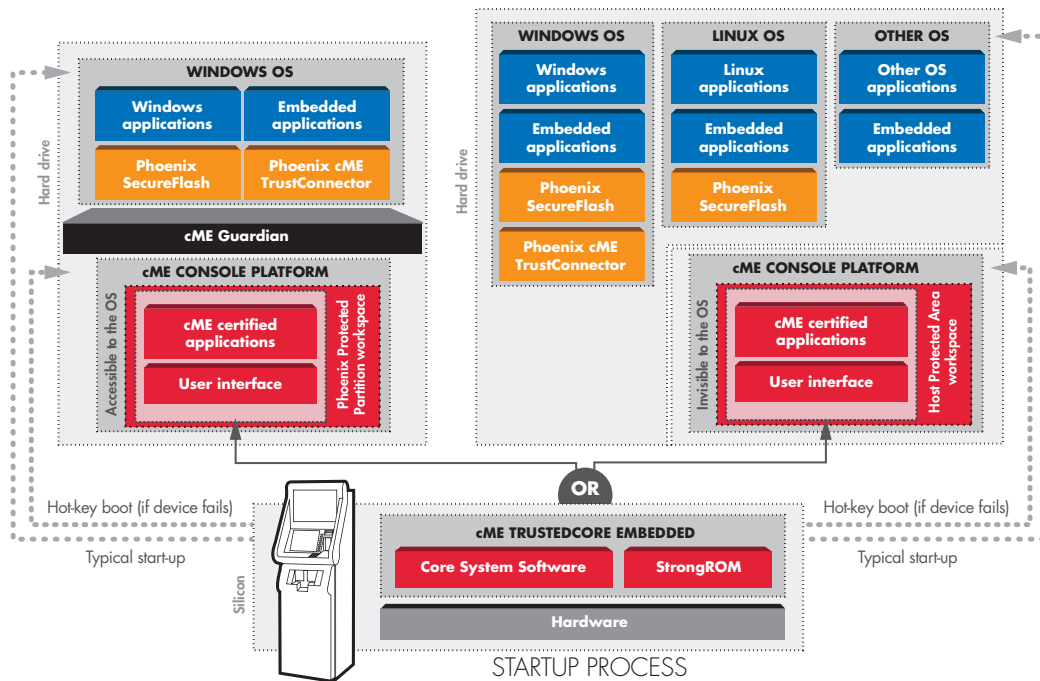 WINDOWS OS
Windows
applications
Embedded
applications
Phoenix
SecureFlash
Phoenix cME
TrustConnector
Hard drive
cME Guardian
cME CONSOLE PLATFORM
Accessible to the OS
cME certified
applications
User interface
Phoenix Protected
Partition workspace
WINDOWS OS
Windows
applications
Embedded
applications
Phoenix
SecureFlash
Phoenix cME
TrustConnector
LINUX OS
Linux
applications
Embedded
applications
Phoenix
SecureFlash
OTHER OS
Other OS
applications
Embedded
applications
Hard drive
cME CONSOLE PLATFORM
Invisible to the OS
cME certified
applications
User interface
Host Protected Area
workspace
OR
Hot-key boot (if device fails)
Typical start-up
Hot-key boot (if device fails)
Typical start-up
Silicon
cME TRUSTEDCORE EMBEDDED
Core System Software
StrongROM
Hardware
STARTUP PROCESS